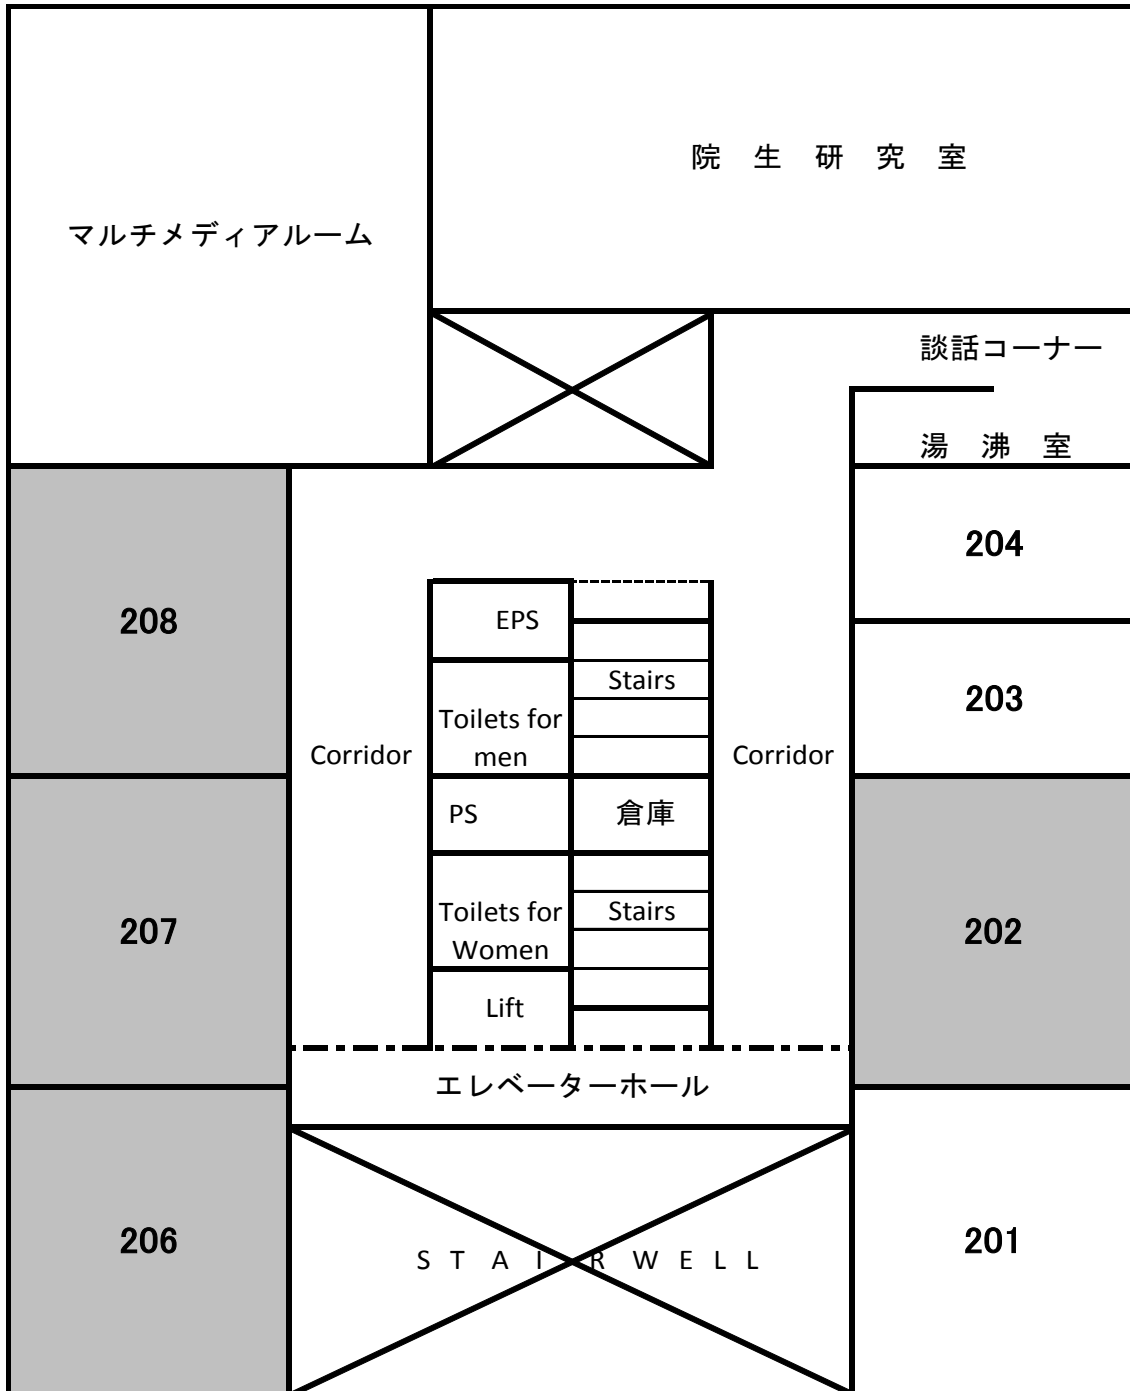 院 生 研 究 室
マルチメディアルーム
談話コーナー
湯 沸 室
204
208
EPS
Stairs
203
Toilets for
men
Corridor
Corridor
PS
倉庫
207
Toilets for
Women
Stairs
202
Lift
エレベーターホール
206
S T A I R W E L L
201